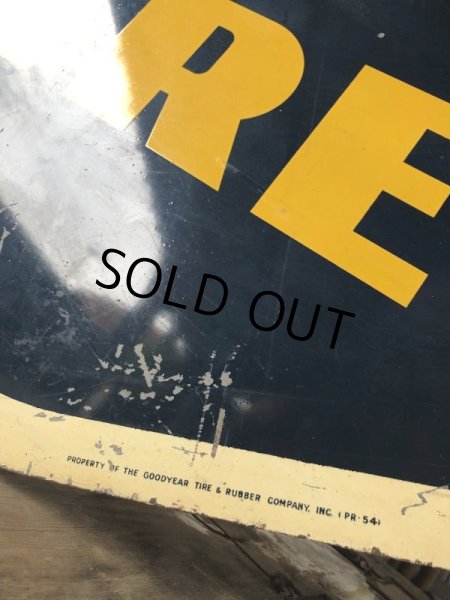 RE
SOLD OUT
PROPERTY OF THE GOODYEAR TIRE & RUBBER COMPANY, INC. (PR-54)